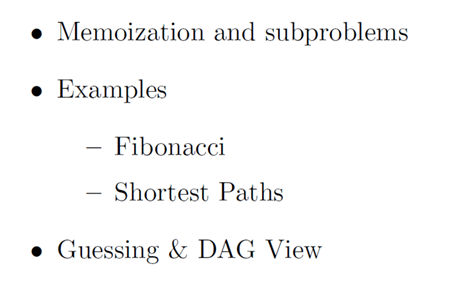 • Memoization and subproblems
• Examples
– Fibonacci
– Shortest Paths
• Guessing & DAG View